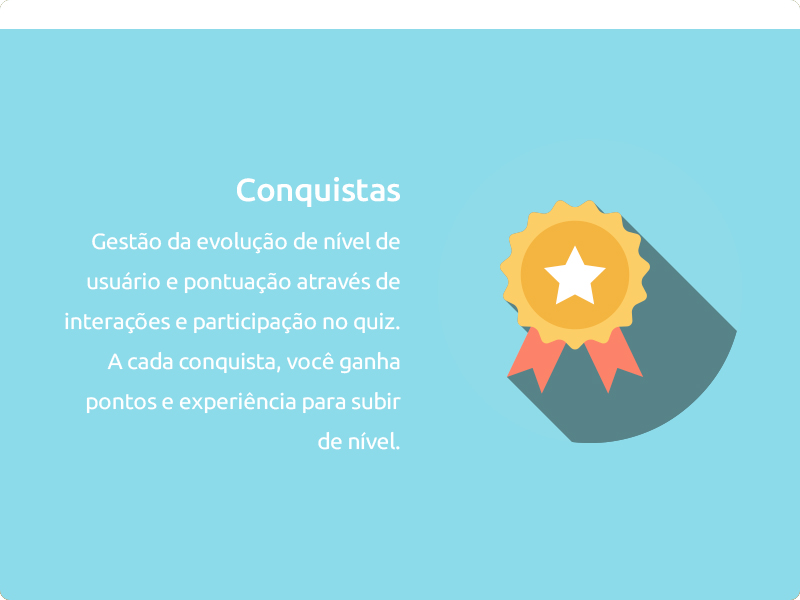 Conquistas
Gestão da evolução de nível de
usuário e pontuação através de
interações e participação no quiz.
A cada conquista, você ganha
pontos e experiência para subir
de nível.